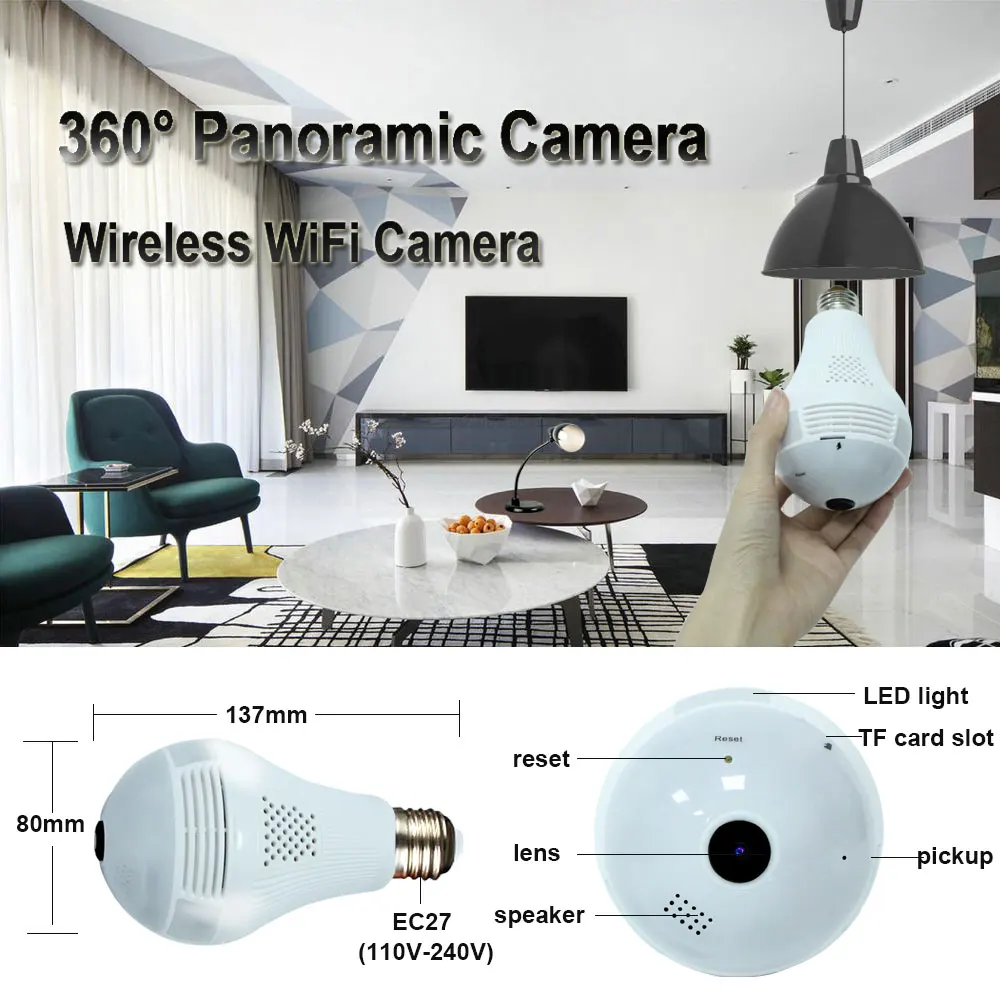 360° Panoramic Camera
Wireless WiFi Camera
137mm
80mm
EC27
(110V-240V)
LED light
TF card slot
Reset
reset
lens
pickup
speaker